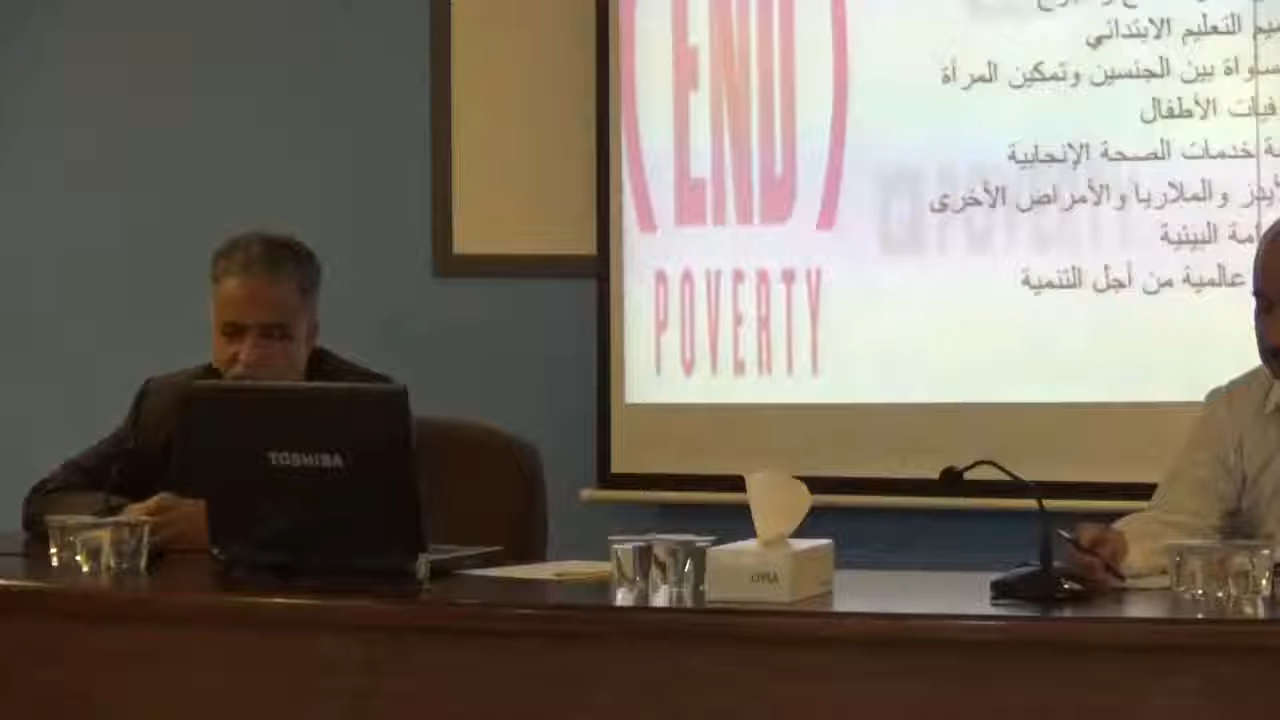 (END)
POVERTY
التعليم الابتدائي
بين الجنسين وتمكين المرأة
الأطفال
خدمات الصحة الإنجابية
والملاريا والأمراض الأخرى
البيئية
عالمية من أجل التنمية
TOSHIBA